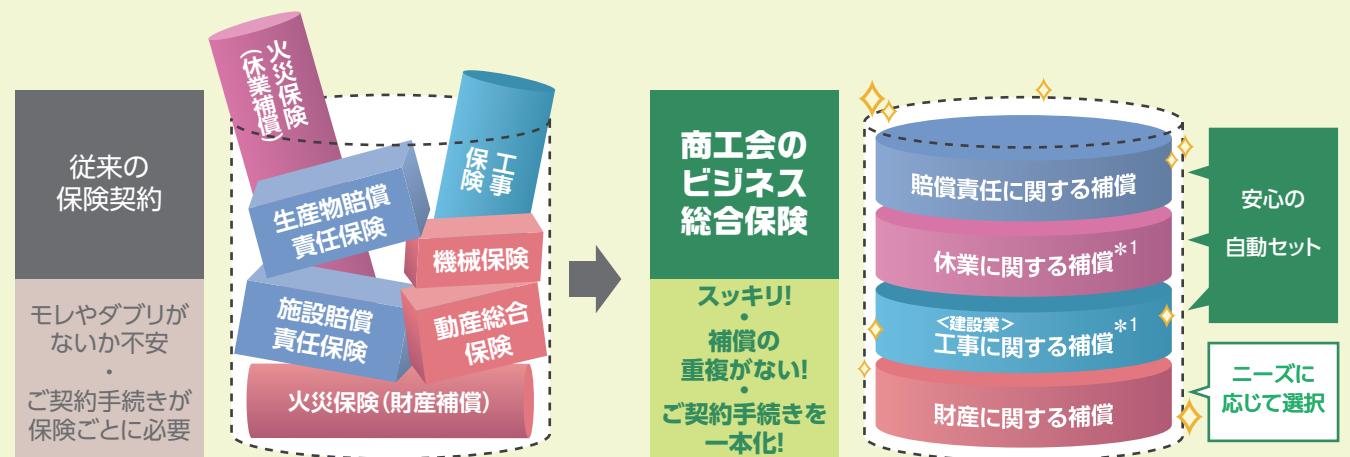 従来の
保険契約
モレやダブりが
ないか不安
・
ご契約手続きが
保険ごとに必要
火災保険
(休業補償)
工事
保険
生産物賠償
責任保険
機械保険
施設賠償
責任保険
動産総合
保険
火災保険(財産補償)
商工会の
ビジネス
総合保険
スッキリ!
・
補償の
重複がない!
・
ご契約手続きを
一本化!
賠償責任に関する補償
休業に関する補償*1
<建設業>
工事に関する補償*1
財産に関する補償
安心の
自動セット
ニーズに
応じて選択